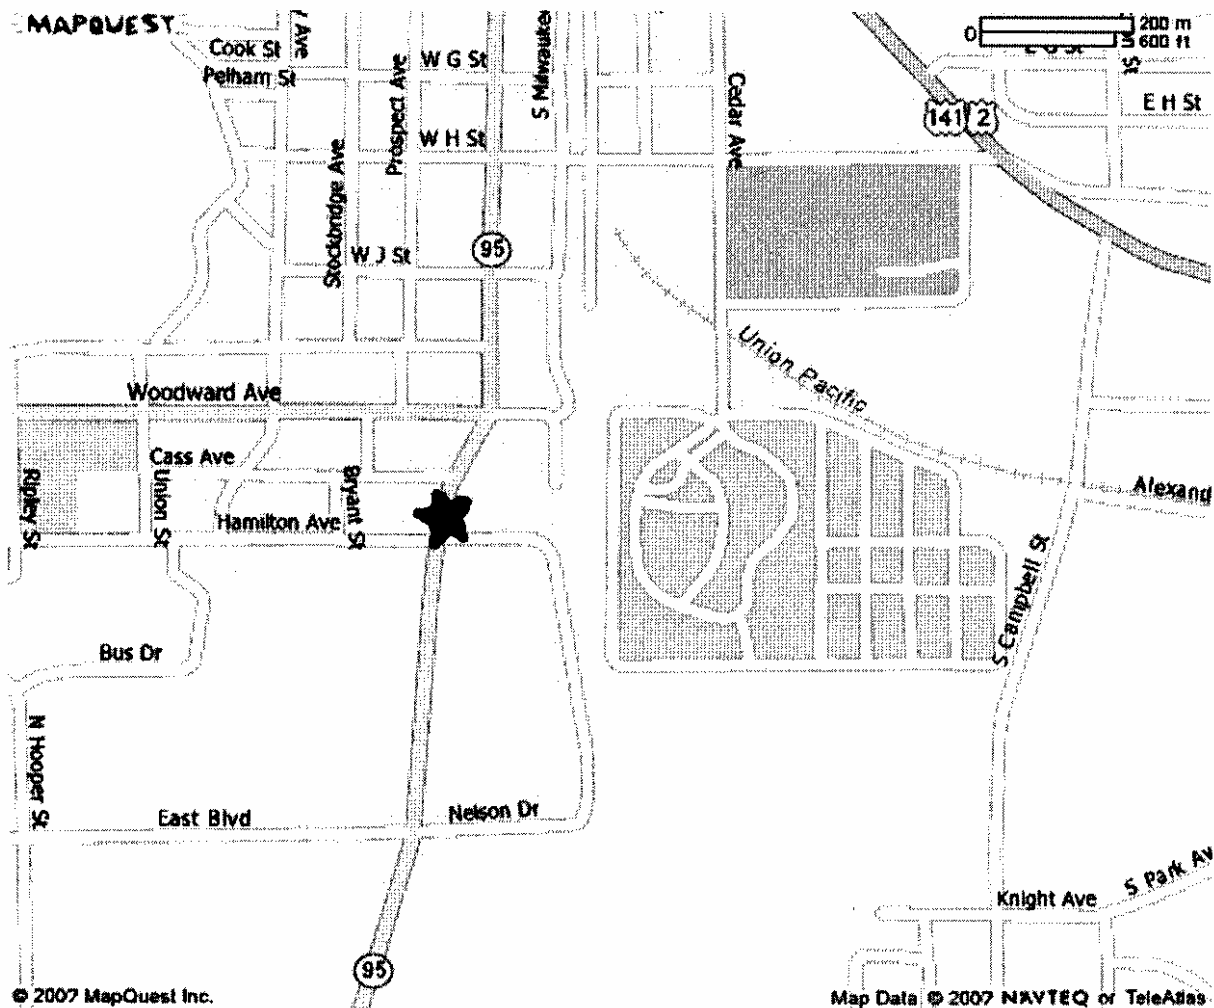 MAPQUEST
0
200 m
600 ft
Cook St
Ave
Pelham St
W G St
S Milwaukee
Prospect Ave
Cedar Ave
141
2
St
E H St
W H St
Stockbridge Ave
W J St
95
Union Pacific
Woodward Ave
Cass Ave
Ripley St
Union St
Bryant St
Hamilton Ave
Alexand
S Campbell St
Bus Dr
N Hooper St
East Blvd
Nelson Dr
Knight Ave
S Park Av
95
© 2007 MapQuest Inc.
Map Data © 2007 NAVTEQ or TeleAtlas